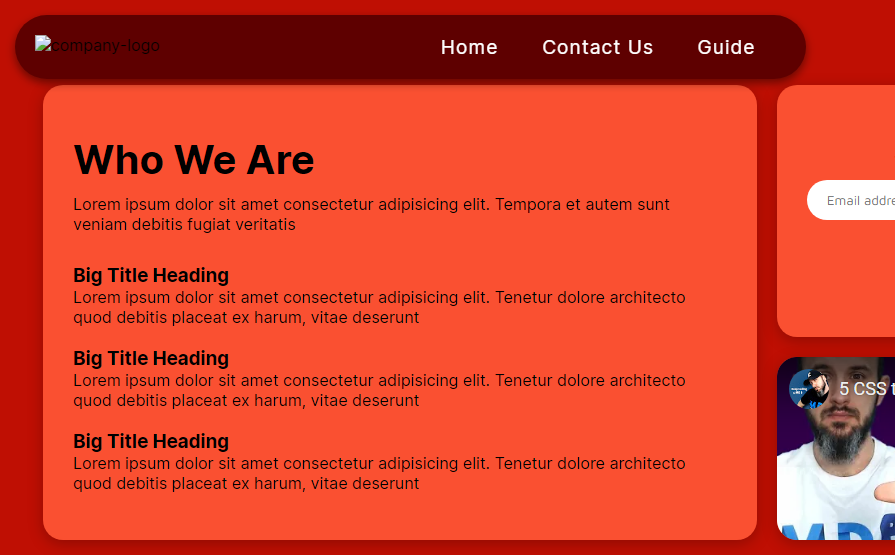 company-logo
Home Contact Us Guide
Who We Are
Lorem ipsum dolor sit amet consectetur adipisicing elit. Tempora et autem sunt
veniam debitis fugiat veritatis
Big Title Heading
Lorem ipsum dolor sit amet consectetur adipisicing elit. Tenetur dolore architecto
quod debitis placeat ex harum, vitae deserunt
Big Title Heading
Lorem ipsum dolor sit amet consectetur adipisicing elit. Tenetur dolore architecto
quod debitis placeat ex harum, vitae deserunt
Big Title Heading
Lorem ipsum dolor sit amet consectetur adipisicing elit. Tenetur dolore architecto
quod debitis placeat ex harum, vitae deserunt
Email addre
5 CSS t